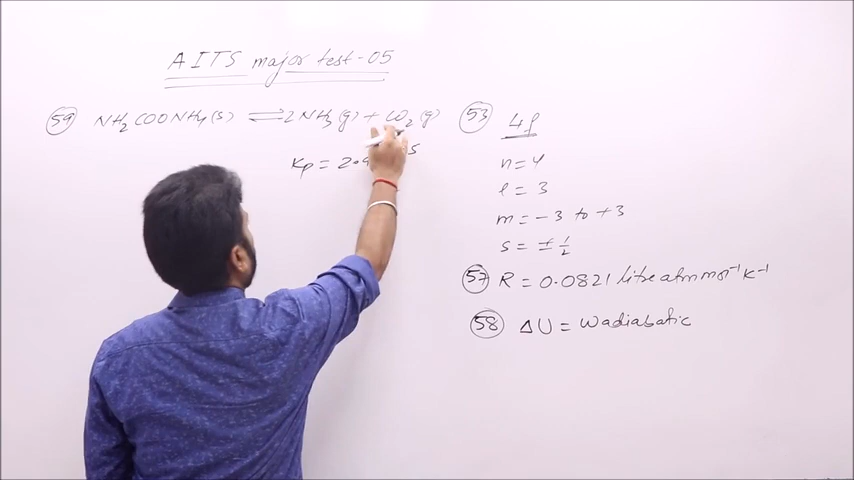 AITS major test-05
59 NH2COONH4(s) ⇌ 2NH3(g) + CO2(g)
Kp = 2.9
53 4f
n = 4
l = 3
m = -3 to +3
s = ± 1/2
57 R = 0.0821 litre atm mol⁻¹ K⁻¹
58 ΔU = wadiabatic